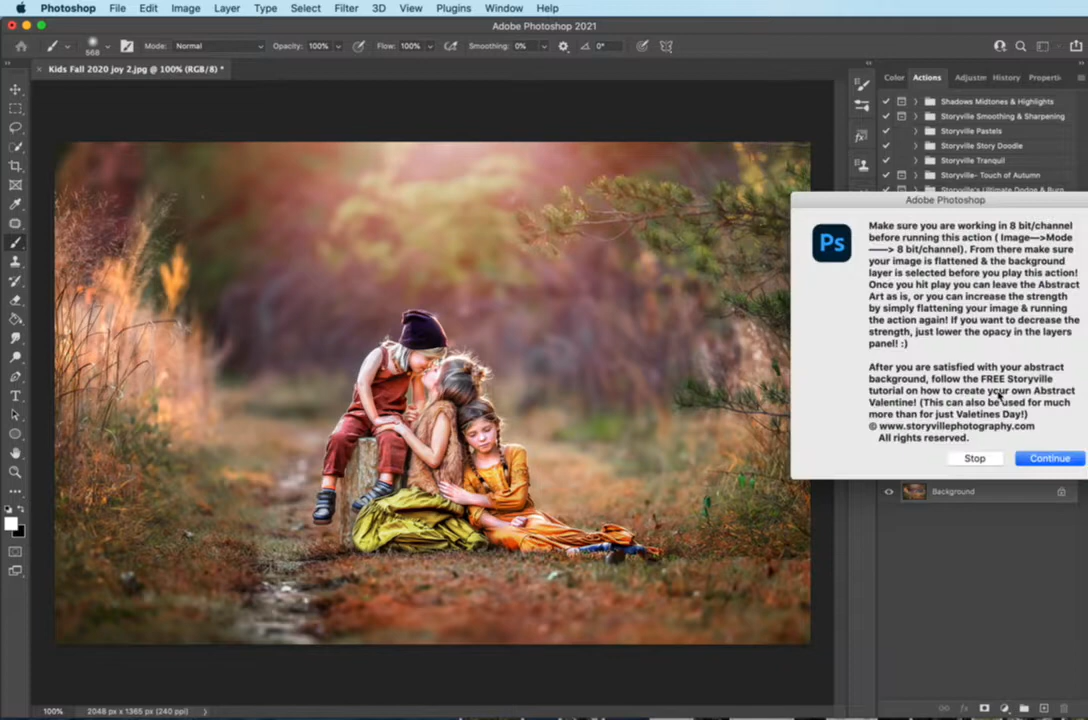 Photoshop File Edit Image Layer Type Select Filter 3D View Plugins Window Help
Adobe Photoshop 2021
568 Mode: Normal Opacity: 100% Flow: 100% Smoothing: 0% 0°
× Kids Fall 2020 joy 2.jpg @ 100% (RGB/8) *
Color Actions Adjustm History Properti
Shadows Midtones & Highlights
Storyville Smoothing & Sharpening
Storyville Pastels
Storyville Story Doodie
Storyville Tranquil
Storyville- Touch of Autumn
Storyville's Ultimate Dodge & Burn
Adobe Photoshop
Ps
Make sure you are working in 8 bit/channel
before running this action ( Image—>Mode
——> 8 bit/channel). From there make sure
your image is flattened & the background
layer is selected before you play this action!
Once you hit play you can leave the Abstract
Art as is, or you can increase the strength
by simply flattening your image & running
the action again! If you want to decrease the
strength, just lower the opacy in the layers
panel! :)
After you are satisfied with your abstract
background, follow the FREE Storyville
tutorial on how to create your own Abstract
Valentine! (This can also be used for much
more than for just Valetines Day!)
© www.storyvillephotography.com
All rights reserved.
Stop Continue
Background
100% 2048 px x 1365 px (240 ppi)